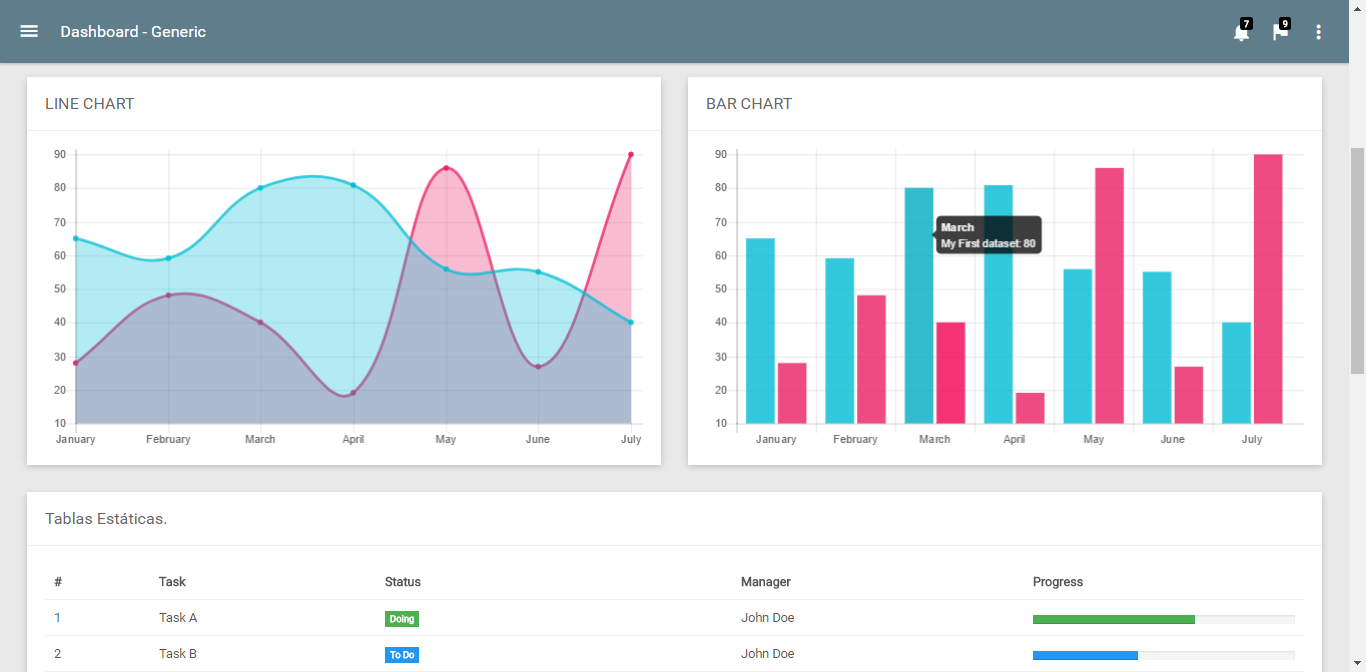 Dashboard - Generic 7 9
LINE CHART
90
80
70
60
50
40
30
20
10
January February March April May June July
BAR CHART
90
80
70
60
50
40
30
20
10
March
My First dataset: 80
January February March April May June July
Tablas Estáticas.
# Task Status Manager Progress
1 Task A Doing John Doe
2 Task B To Do John Doe